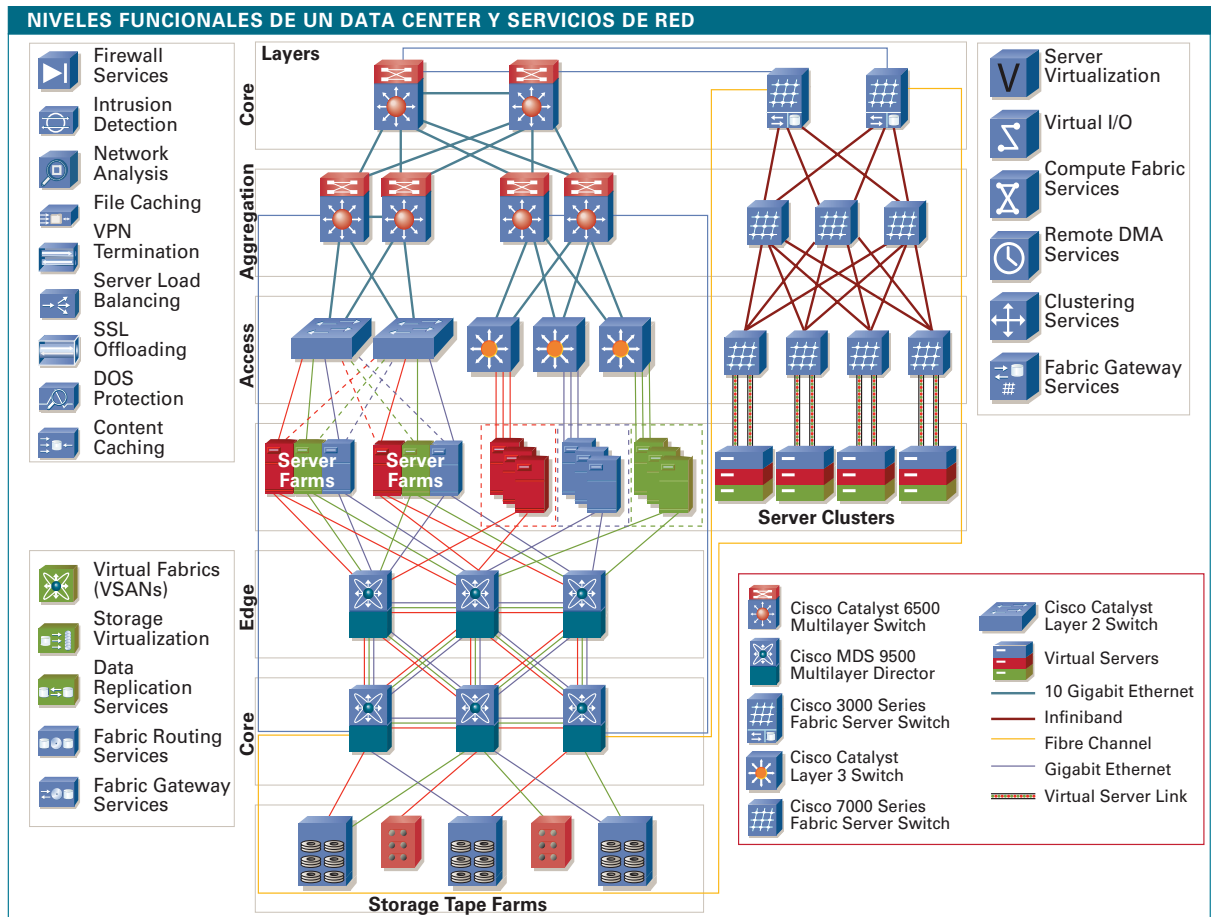 NIVELES FUNCIONALES DE UN DATA CENTER Y SERVICIOS DE RED
Firewall
Services
Intrusion
Detection
Network
Analysis
File Caching
VPN
Termination
Server Load
Balancing
SSL
Offloading
DOS
Protection
Content
Caching
Virtual Fabrics
(VSANs)
Storage
Virtualization
Data
Replication
Services
Fabric Routing
Services
Fabric Gateway
Services
Layers
Core
Aggregation
Access
Server
Farms
Server
Farms
Server Clusters
Edge
Core
Storage Tape Farms
V
Server
Virtualization
Virtual I/O
Compute Fabric
Services
Remote DMA
Services
Clustering
Services
#
Fabric Gateway
Services
Cisco Catalyst 6500
Multilayer Switch
Cisco MDS 9500
Multilayer Director
Cisco 3000 Series
Fabric Server Switch
Cisco Catalyst
Layer 3 Switch
Cisco 7000 Series
Fabric Server Switch
Cisco Catalyst
Layer 2 Switch
Virtual Servers
10 Gigabit Ethernet
Infiniband
Fibre Channel
Gigabit Ethernet
Virtual Server Link